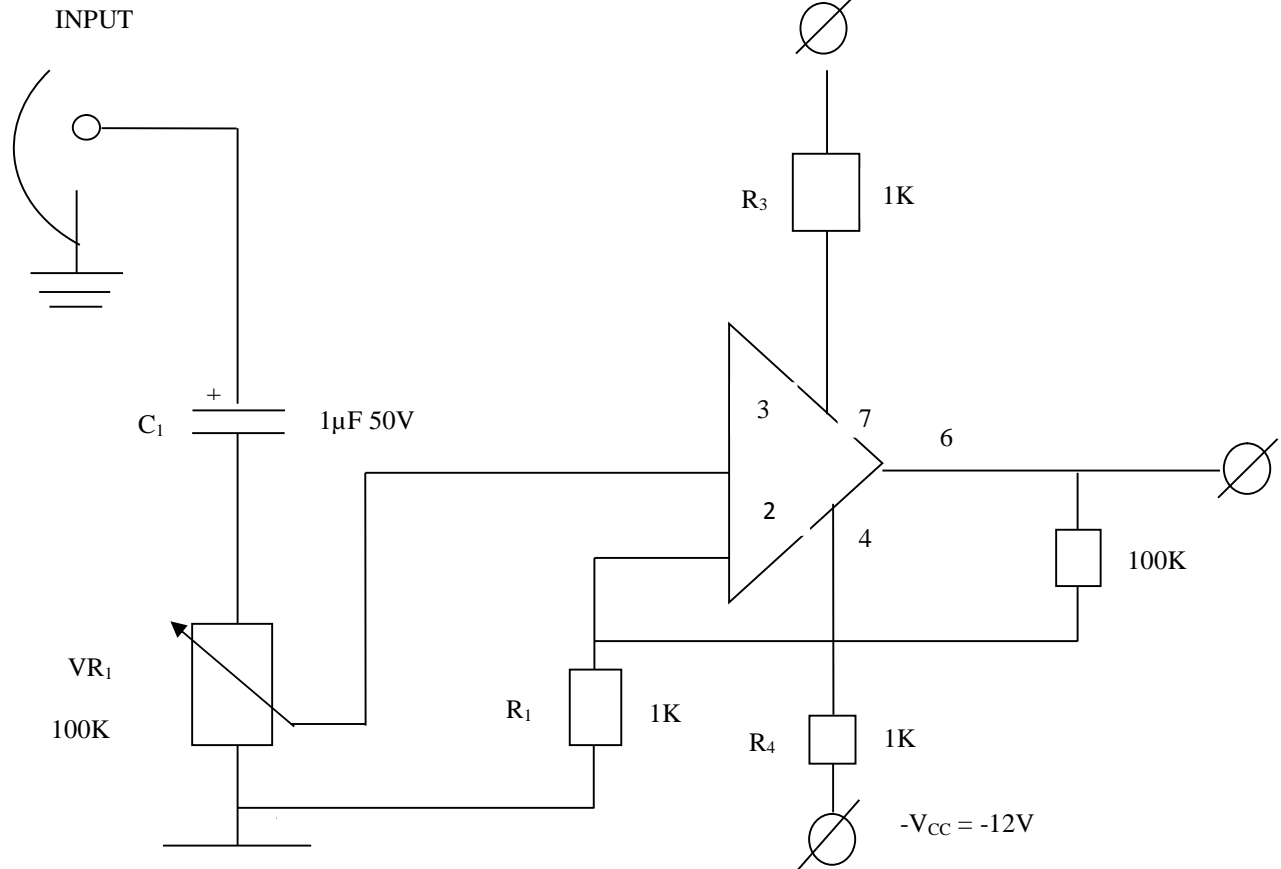 INPUT
R₃
1K
+
C₁
1µF 50V
3
7
6
2
4
100K
VR₁
100K
R₁
1K
R₄
1K
-V_CC = -12V